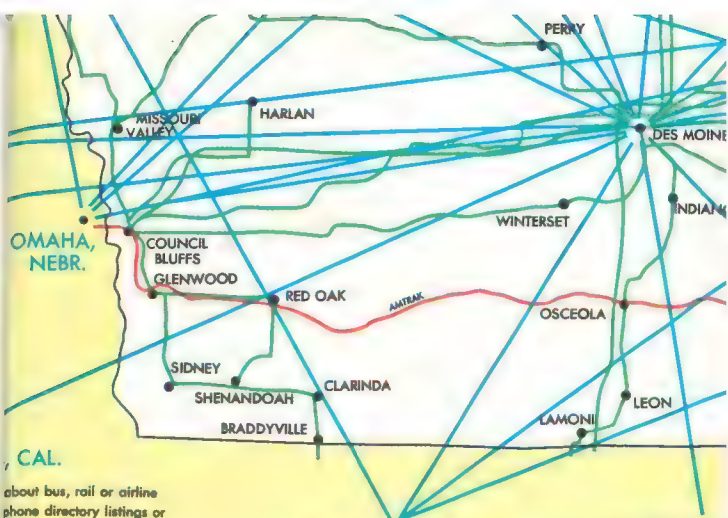 PERRY
MISSOURI
VALLEY
HARLAN
DES MOINE
OMAHA,
NEBR.
COUNCIL
BLUFFS
WINTERSET
INDIANO
GLENWOOD
RED OAK
AMTRAK
OSCEOLA
SIDNEY
SHENANDOAH
CLARINDA
LEON
LAMONI
BRADDYVILLE
, CAL.
about bus, rail or airline
phone directory listings or